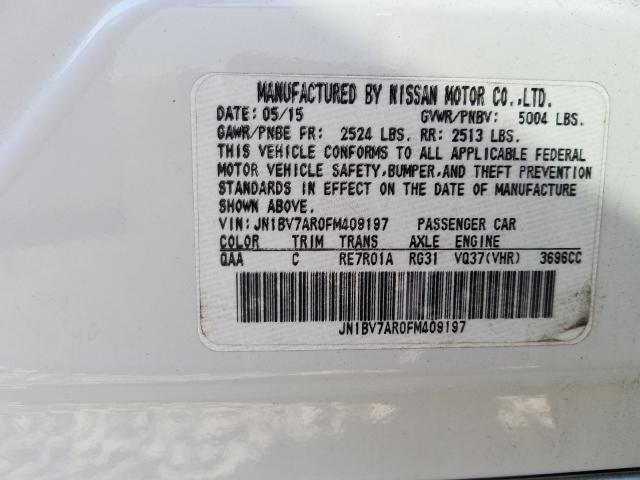 MANUFACTURED BY NISSAN MOTOR CO.,LTD.
DATE: 05/15 GVWR/PNBV: 5004 LBS.
GAWR/PNBE FR: 2524 LBS. RR: 2513 LBS.
THIS VEHICLE CONFORMS TO ALL APPLICABLE FEDERAL
MOTOR VEHICLE SAFETY,BUMPER,AND THEFT PREVENTION
STANDARDS IN EFFECT ON THE DATE OF MANUFACTURE
SHOWN ABOVE.
VIN: JN1BV7AR0FM409197 PASSENGER CAR
COLOR TRIM TRANS AXLE ENGINE
QAA C RE7R01A RG31 VQ37(VHR) 3696CC
JN1BV7AR0FM409197